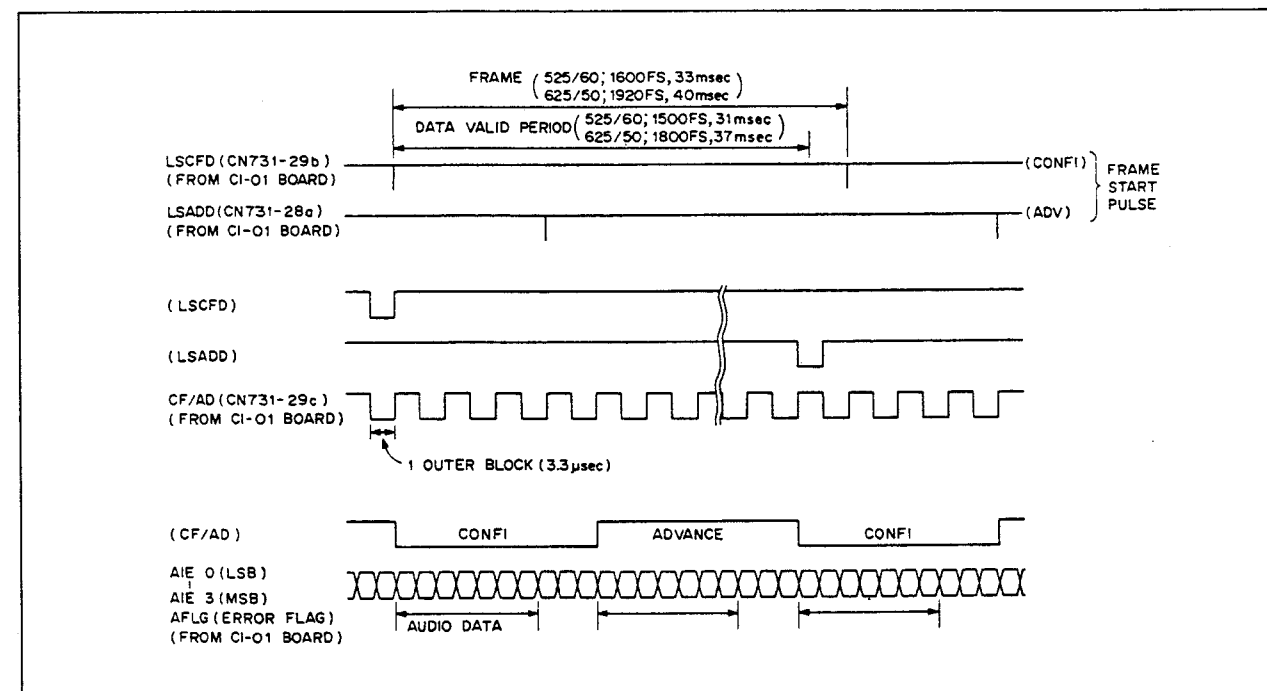 FRAME ( 525/60; 1600FS, 33msec
625/50; 1920FS, 40msec )
DATA VALID PERIOD ( 525/60; 1500FS, 31msec
625/50; 1800FS, 37msec )
LSCFD (CN731-29b)
(FROM CI-01 BOARD)
(CONFI)
LSADD (CN731-28a)
(FROM CI-01 BOARD)
(ADV)
FRAME
START
PULSE
(LSCFD)
(LSADD)
CF/AD (CN731-29c)
(FROM CI-01 BOARD)
1 OUTER BLOCK (3.3μsec)
(CF/AD)
CONFI
ADVANCE
CONFI
AIE 0 (LSB)
AIE 3 (MSB)
AFLG (ERROR FLAG)
(FROM CI-01 BOARD)
AUDIO DATA